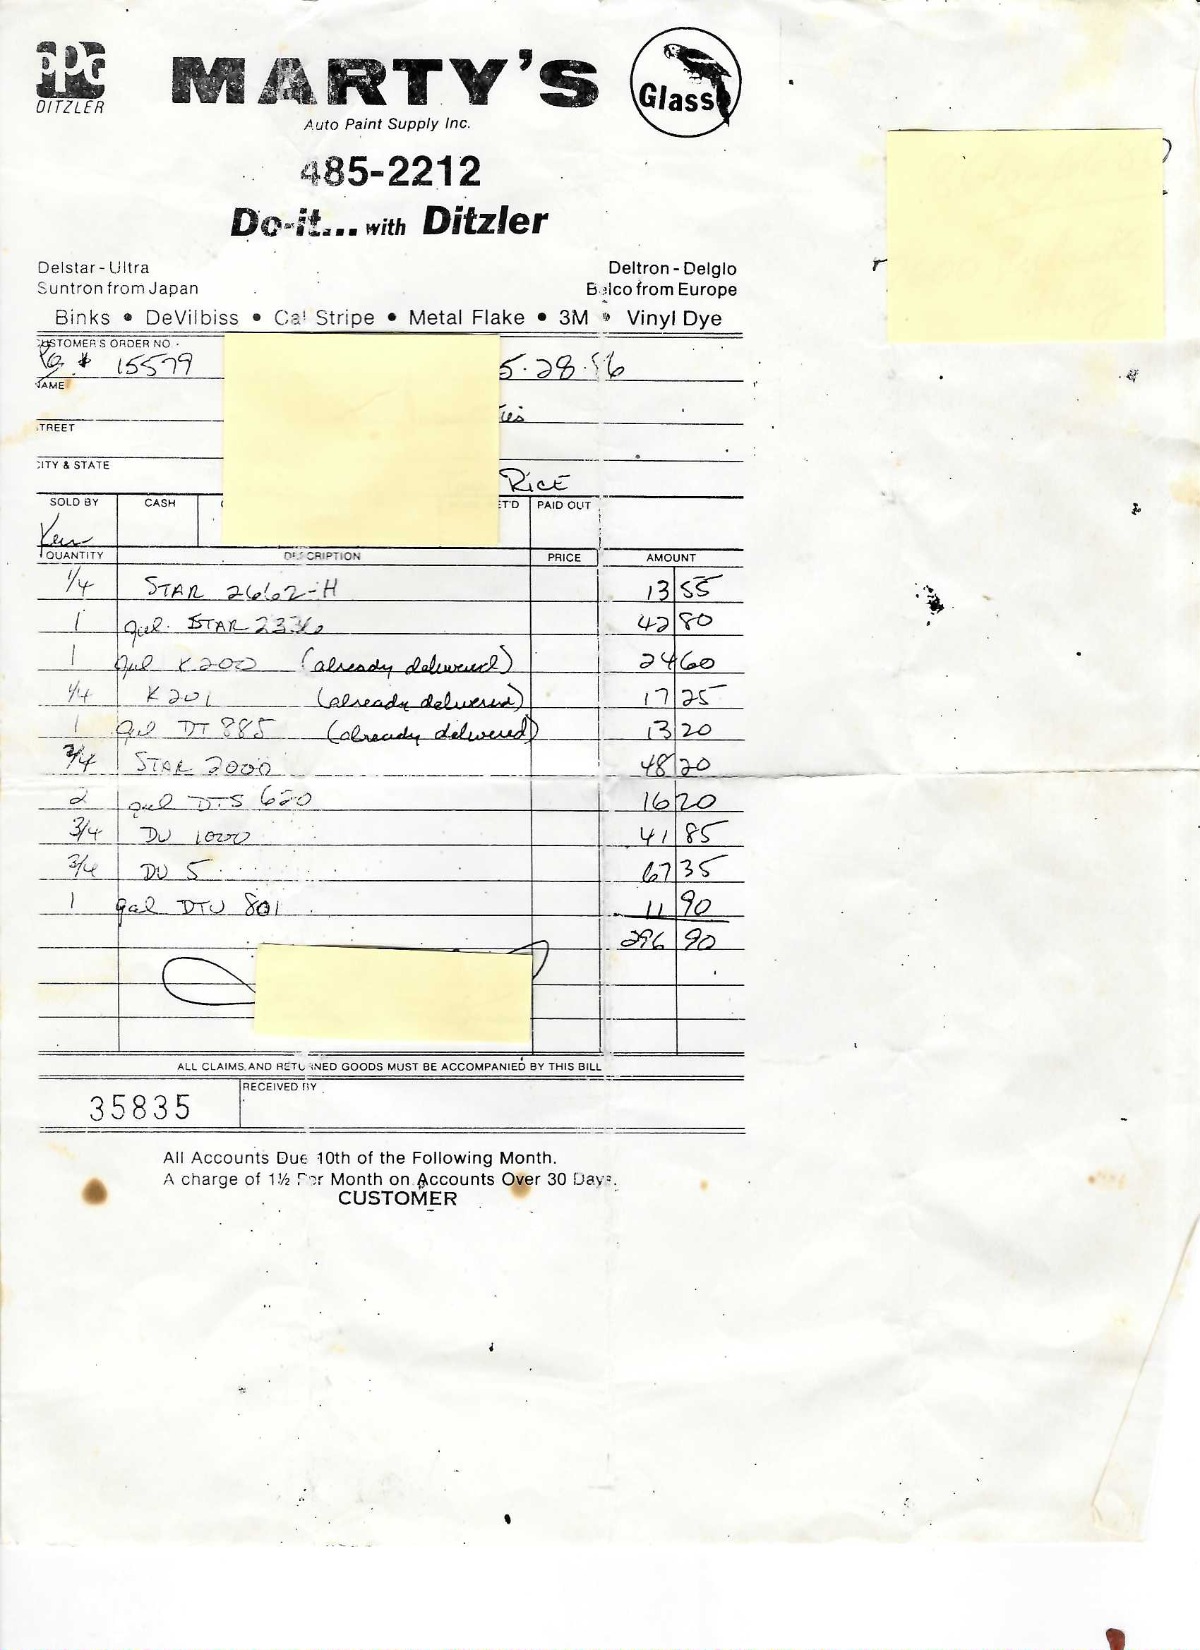 PPG
DITZLER
MARTY'S
Glass
Auto Paint Supply Inc.
485-2212
Do-it... with Ditzler
Delstar - Ultra Deltron - Delglo
Suntron from Japan Belco from Europe
Binks • DeVilbiss • Cal Stripe • Metal Flake • 3M • Vinyl Dye
CUSTOMER'S ORDER NO.
15579 5·28·86
NAME
STREET
CITY & STATE
RICE
SOLD BY CASH PAID OUT
Ken
QUANTITY DESCRIPTION PRICE AMOUNT
1/4 STAR 2662-H 13 55
1 gal. STAR 2336 42 80
1 gal K200 (already delivered) 24 60
1/4 K201 (already delivered) 17 25
1 gal DT 885 (already delivered) 13 20
3/4 STAR 2000 48 20
2 gal DTS 620 16 20
3/4 DU 1000 41 85
3/4 DU 5 67 35
1 gal DTU 801 11 90
296 90
ALL CLAIMS AND RETURNED GOODS MUST BE ACCOMPANIED BY THIS BILL
35835 RECEIVED BY
All Accounts Due 10th of the Following Month.
A charge of 1½ Per Month on Accounts Over 30 Days.
CUSTOMER